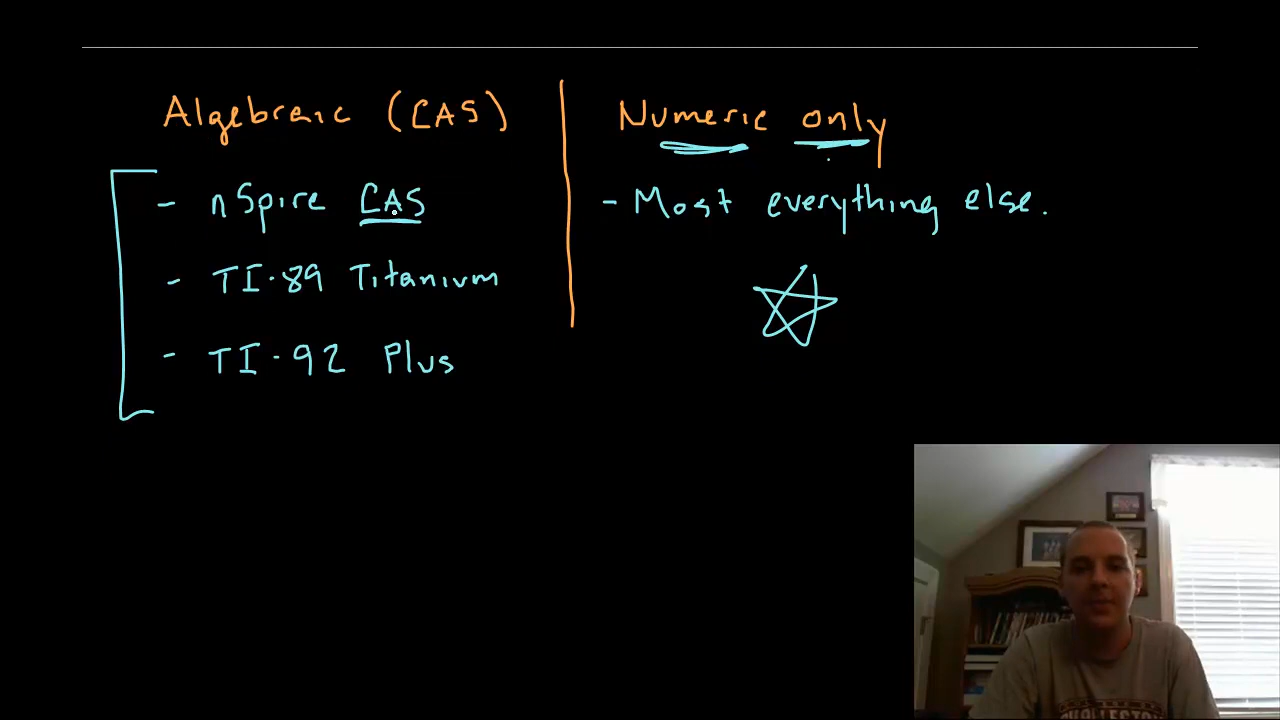 Algebraic (CAS)
Numeric only
- nSpire CAS
- TI-89 Titanium
- TI-92 Plus
- Most everything else.